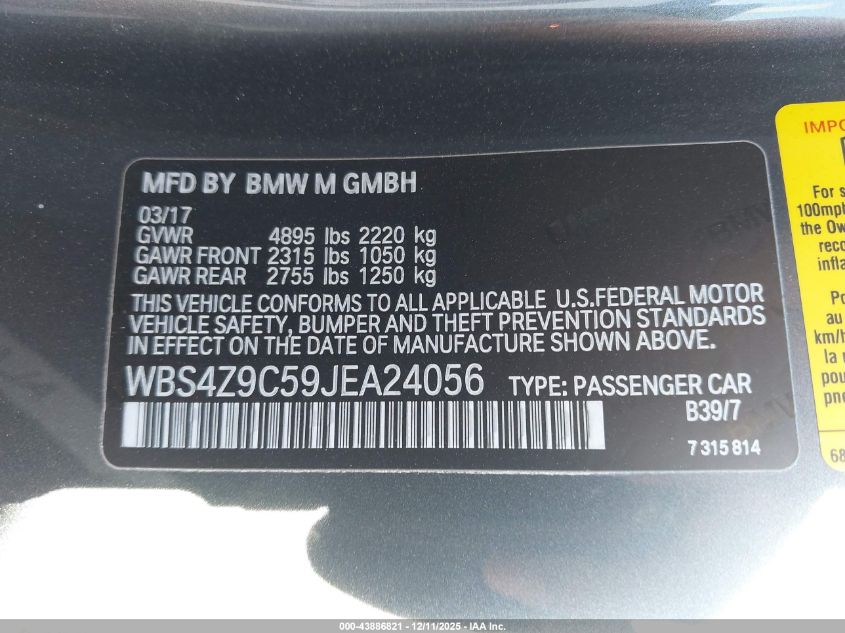 MFD BY BMW M GMBH
03/17
GVWR 4895 lbs 2220 kg
GAWR FRONT 2315 lbs 1050 kg
GAWR REAR 2755 lbs 1250 kg
THIS VEHICLE CONFORMS TO ALL APPLICABLE U.S.FEDERAL MOTOR
VEHICLE SAFETY, BUMPER AND THEFT PREVENTION STANDARDS
IN EFFECT ON THE DATE OF MANUFACTURE SHOWN ABOVE.
WBS4Z9C59JEA24056 TYPE: PASSENGER CAR
B39/7
7 315 814
For s
100mph
the Ow
reco
infla
Po
au
km/h
la
pou
pne
68
000-43886821 - 12/11/2025 - IAA Inc.